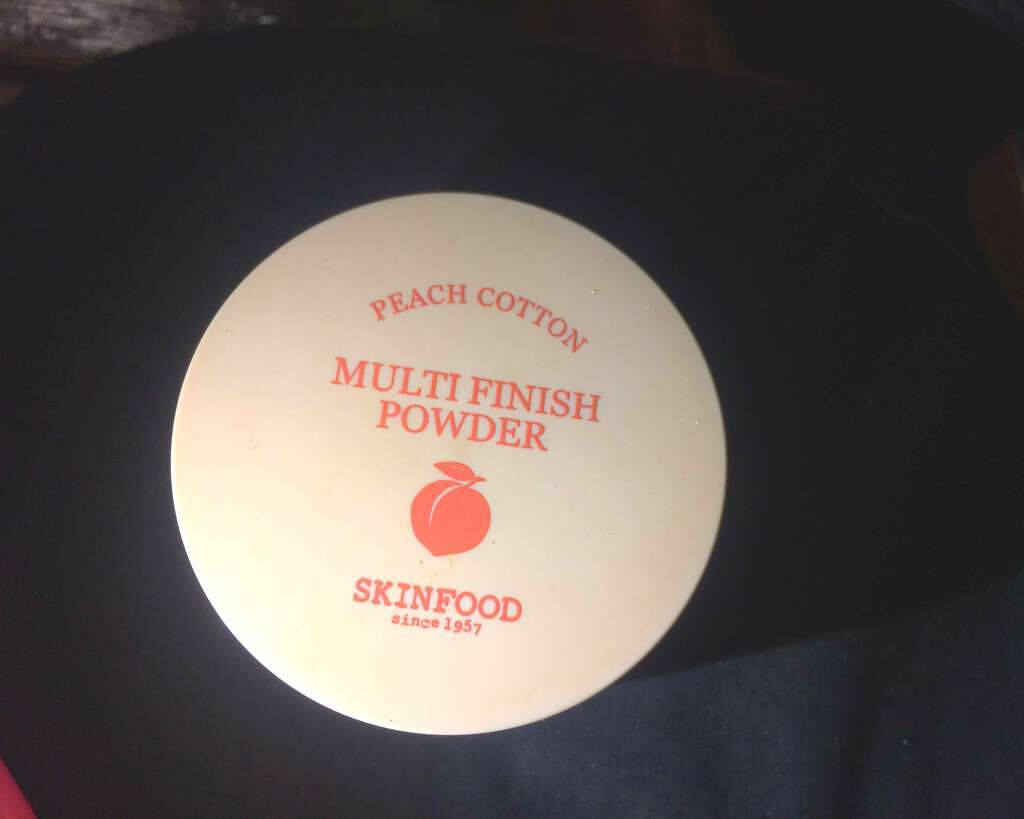 PEACH COTTON
MULTI FINISH
POWDER
SKINFOOD
since 1957